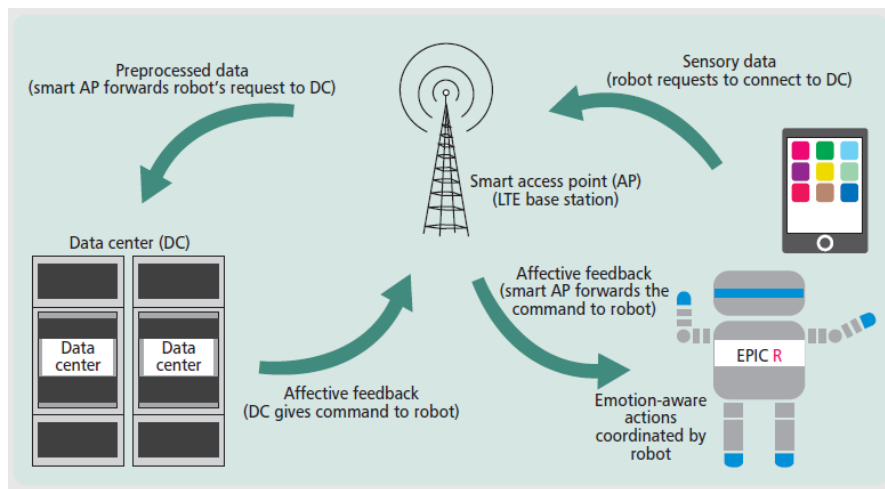 Preprocessed data
(smart AP forwards robot's request to DC)
Sensory data
(robot requests to connect to DC)
Smart access point (AP)
(LTE base station)
Data center (DC)
Data
center
Data
center
Affective feedback
(DC gives command to robot)
Affective feedback
(smart AP forwards the
command to robot)
EPIC R
Emotion-aware
actions
coordinated by
robot